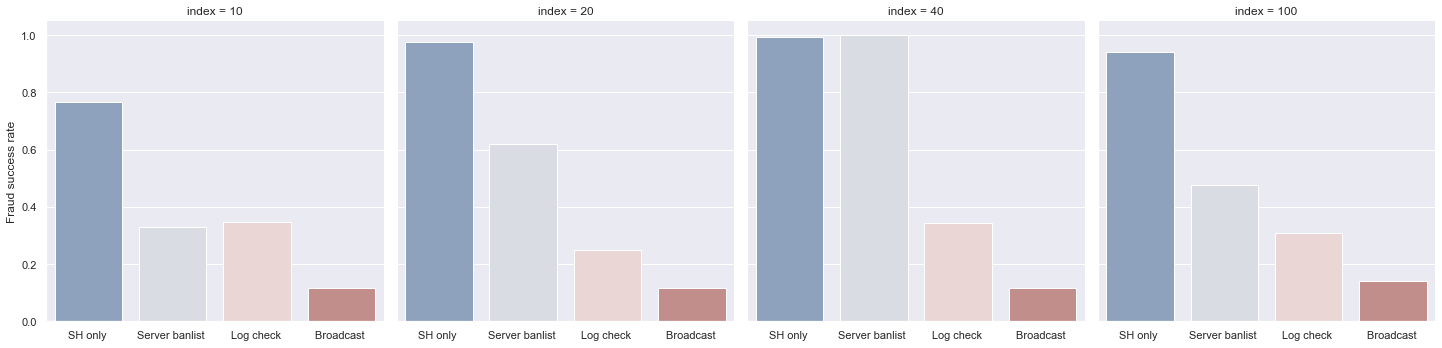 index = 10
index = 20
index = 40
index = 100
Fraud success rate
1.0
0.8
0.6
0.4
0.2
0.0
SH only Server banlist Log check Broadcast
SH only Server banlist Log check Broadcast
SH only Server banlist Log check Broadcast
SH only Server banlist Log check Broadcast